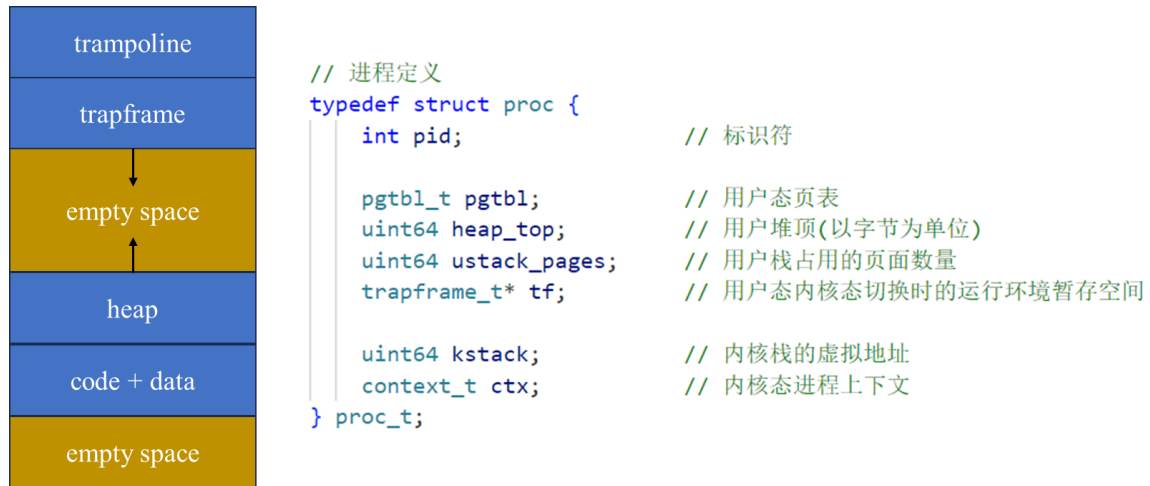 trampoline
trapframe
empty space
heap
code + data
empty space
// 进程定义
typedef struct proc {
int pid; // 标识符
pgtbl_t pgtbl; // 用户态页表
uint64 heap_top; // 用户堆顶(以字节为单位)
uint64 ustack_pages; // 用户栈占用的页面数量
trapframe_t* tf; // 用户态内核态切换时的运行环境暂存空间
uint64 kstack; // 内核栈的虚拟地址
context_t ctx; // 内核态进程上下文
} proc_t;